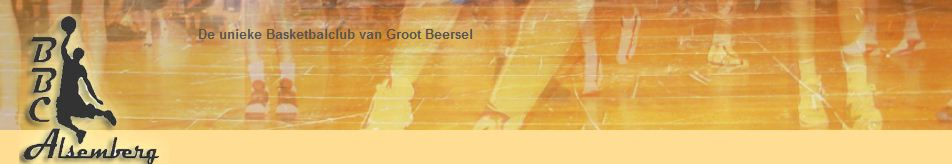 De unieke Basketbalclub van Groot Beersel
BBC
Alsemberg